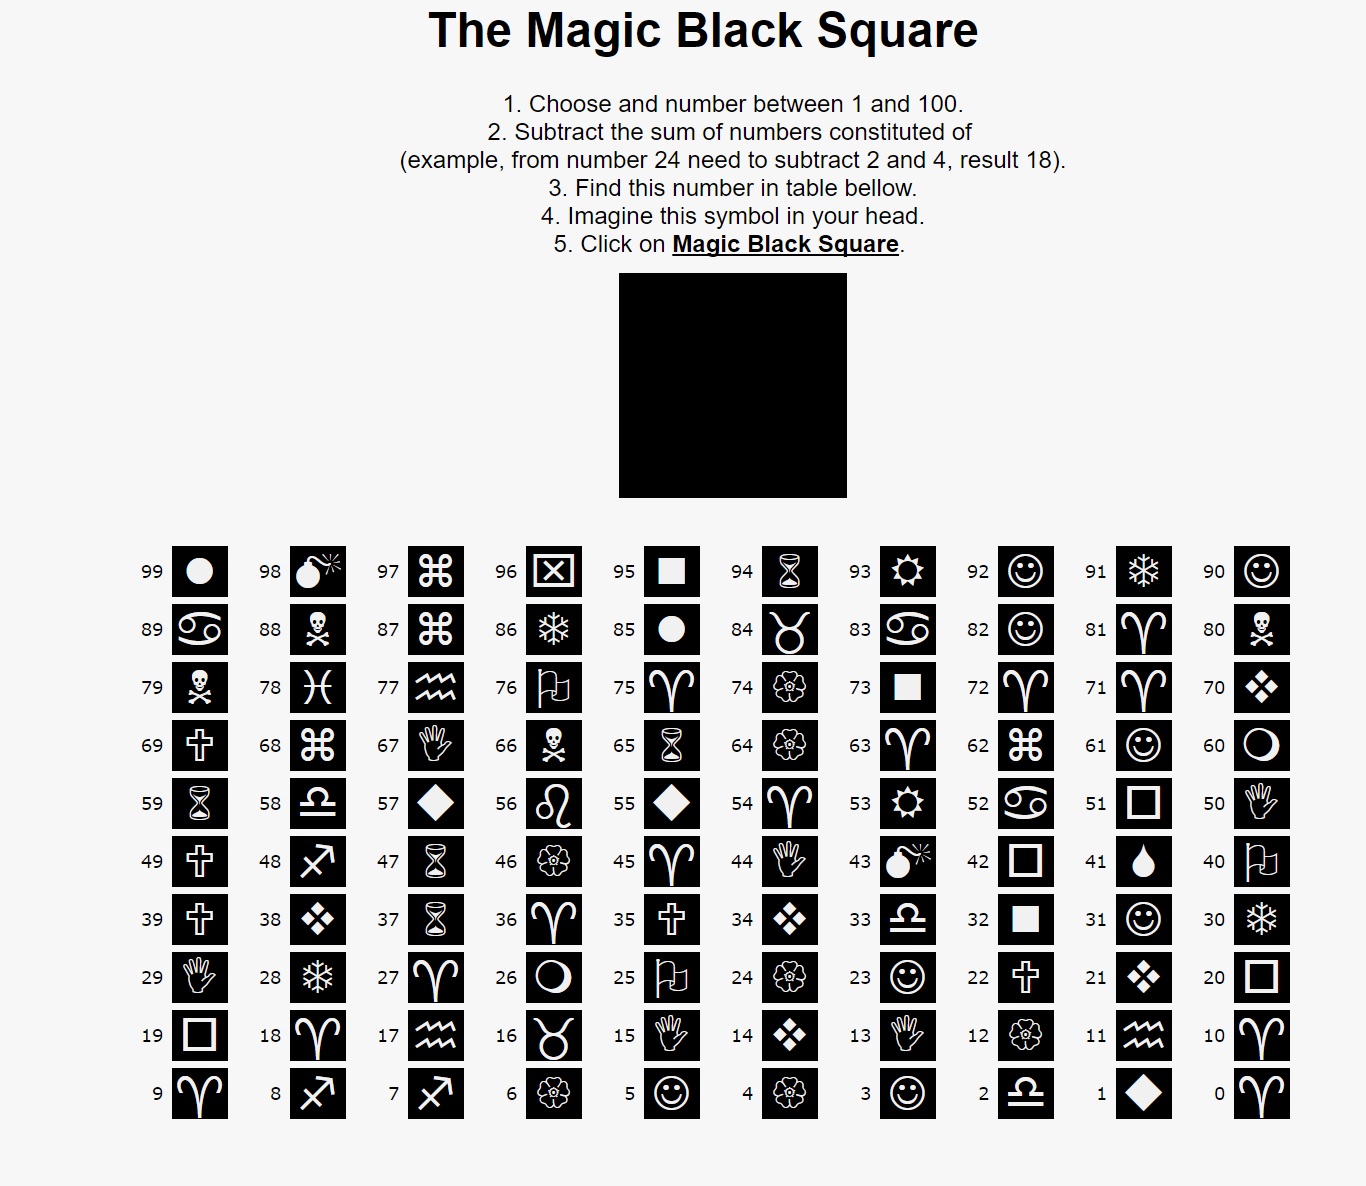 The Magic Black Square
1. Choose and number between 1 and 100.
2. Subtract the sum of numbers constituted of
(example, from number 24 need to subtract 2 and 4, result 18).
3. Find this number in table bellow.
4. Imagine this symbol in your head.
5. Click on Magic Black Square.
99 98 97 96 95 94 93 92 91 90
89 88 87 86 85 84 83 82 81 80
79 78 77 76 75 74 73 72 71 70
69 68 67 66 65 64 63 62 61 60
59 58 57 56 55 54 53 52 51 50
49 48 47 46 45 44 43 42 41 40
39 38 37 36 35 34 33 32 31 30
29 28 27 26 25 24 23 22 21 20
19 18 17 16 15 14 13 12 11 10
9 8 7 6 5 4 3 2 1 0